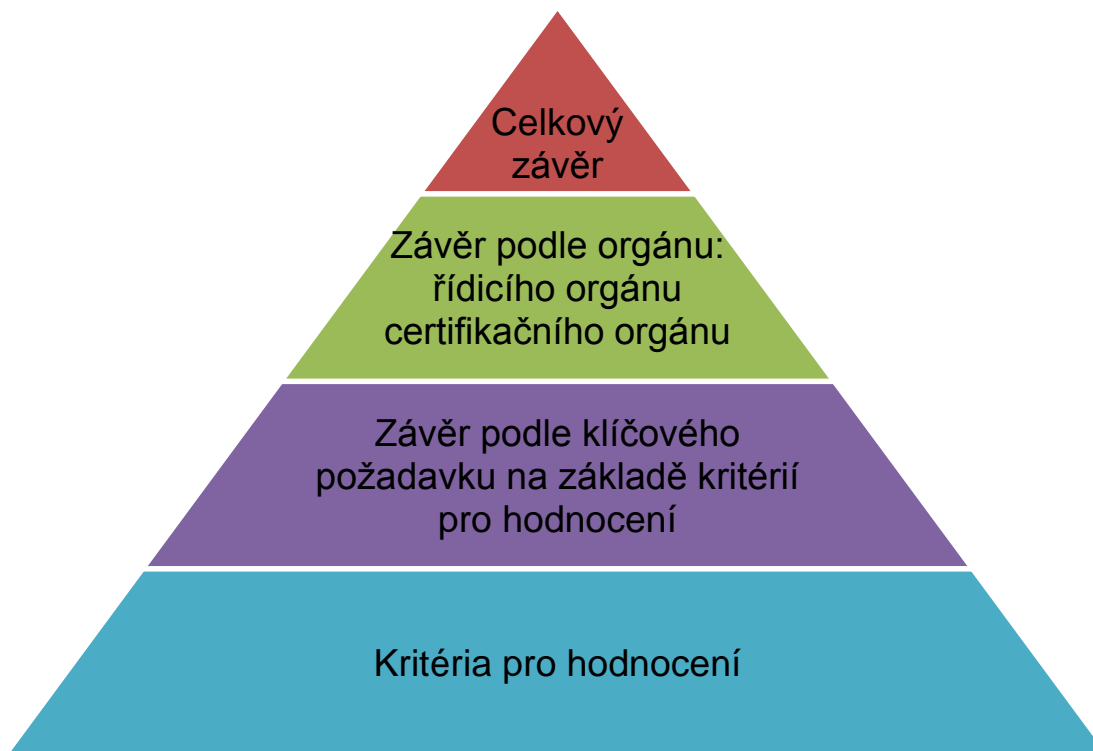 Celkový
závěr
Závěr podle orgánu:
řídicího orgánu
certifikačního orgánu
Závěr podle klíčového
požadavku na základě kritérií
pro hodnocení
Kritéria pro hodnocení